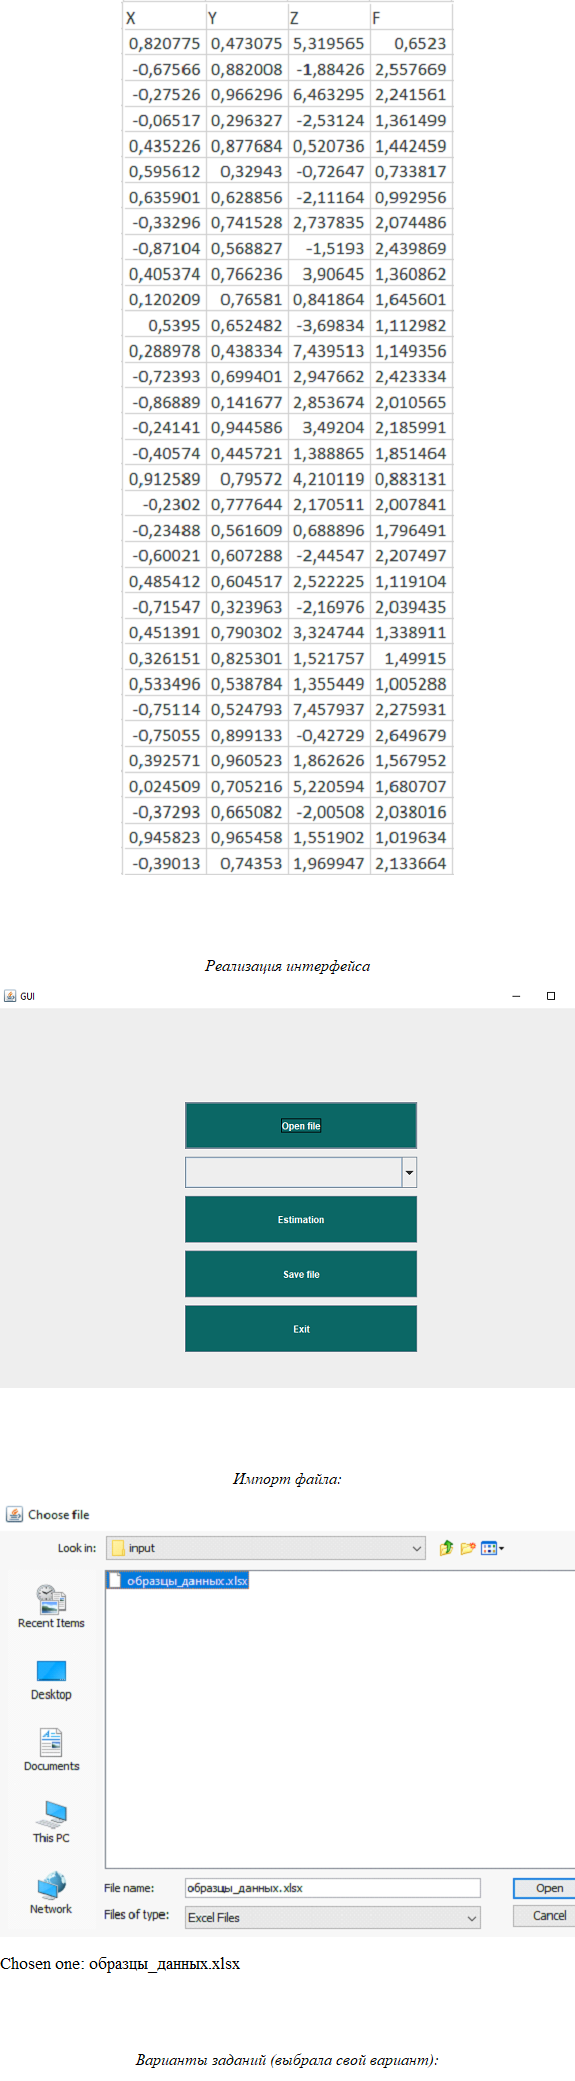 X Y Z F
0,820775 0,473075 5,319565 0,6523
-0,67566 0,882008 -1,88426 2,557669
-0,27526 0,966296 6,463295 2,241561
-0,06517 0,296327 -2,53124 1,361499
0,435226 0,877684 0,520736 1,442459
0,595612 0,32943 -0,72647 0,733817
0,635901 0,628856 -2,11164 0,992956
-0,33296 0,741528 2,737835 2,074486
-0,87104 0,568827 -1,5193 2,439869
0,405374 0,766236 3,90645 1,360862
0,120209 0,76581 0,841864 1,645601
0,5395 0,652482 -3,69834 1,112982
0,288978 0,438334 7,439513 1,149356
-0,72393 0,699401 2,947662 2,423334
-0,86889 0,141677 2,853674 2,010565
-0,24141 0,944586 3,49204 2,185991
-0,40574 0,445721 1,388865 1,851464
0,912589 0,79572 4,210119 0,883131
-0,2302 0,777644 2,170511 2,007841
-0,23488 0,561609 0,688896 1,796491
-0,60021 0,607288 -2,44547 2,207497
0,485412 0,604517 2,522225 1,119104
-0,71547 0,323963 -2,16976 2,039435
0,451391 0,790302 3,324744 1,338911
0,326151 0,825301 1,521757 1,49915
0,533496 0,538784 1,355449 1,005288
-0,75114 0,524793 7,457937 2,275931
-0,75055 0,899133 -0,42729 2,649679
0,392571 0,960523 1,862626 1,567952
0,024509 0,705216 5,220594 1,680707
-0,37293 0,665082 -2,00508 2,038016
0,945823 0,965458 1,551902 1,019634
-0,39013 0,74353 1,969947 2,133664
Реализация интерфейса
GUI
Open file
Estimation
Save file
Exit
Импорт файла:
Choose file
Look in: input
образцы_данных.xlsx
Recent Items
Desktop
Documents
This PC
Network
File name: образцы_данных.xlsx Open
Files of type: Excel Files Cancel
Chosen one: образцы_данных.xlsx
Варианты заданий (выбрала свой вариант):